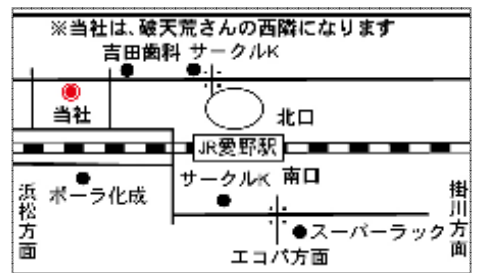 ※当社は、破天荒さんの西隣になります
吉田歯科 サークルK
当社
北口
JR愛野駅
サークルK 南口
ポーラ化成
浜松方面
掛川方面
スーパーラック
エコパ方面